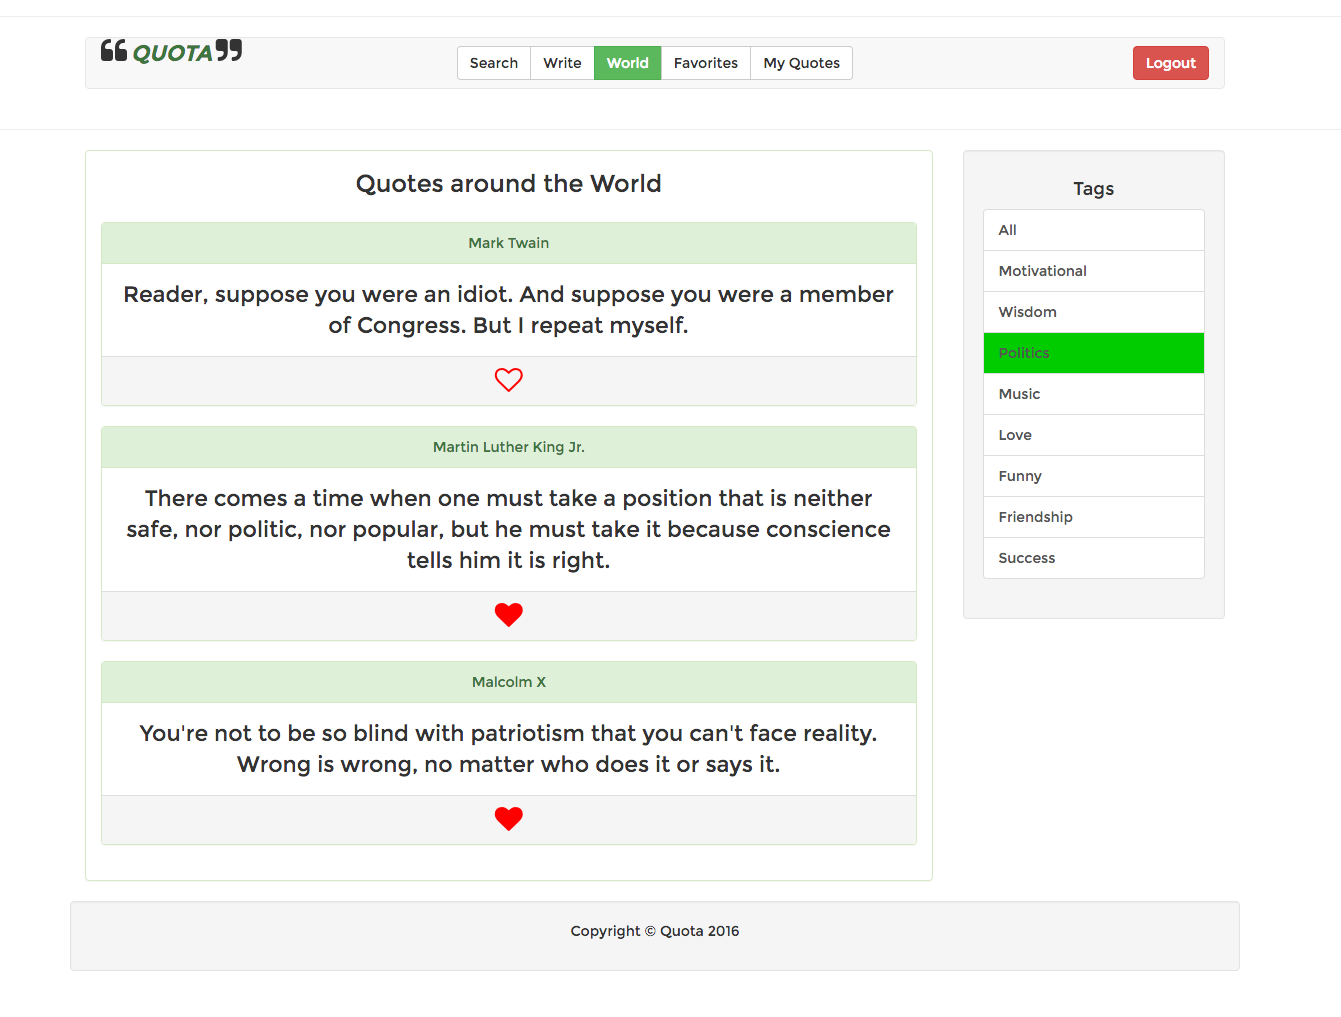 QUOTA
Search Write World Favorites My Quotes Logout
Quotes around the World
Mark Twain
Reader, suppose you were an idiot. And suppose you were a member
of Congress. But I repeat myself.
Martin Luther King Jr.
There comes a time when one must take a position that is neither
safe, nor politic, nor popular, but he must take it because conscience
tells him it is right.
Malcolm X
You're not to be so blind with patriotism that you can't face reality.
Wrong is wrong, no matter who does it or says it.
Tags
All
Motivational
Wisdom
Politics
Music
Love
Funny
Friendship
Success
Copyright © Quota 2016